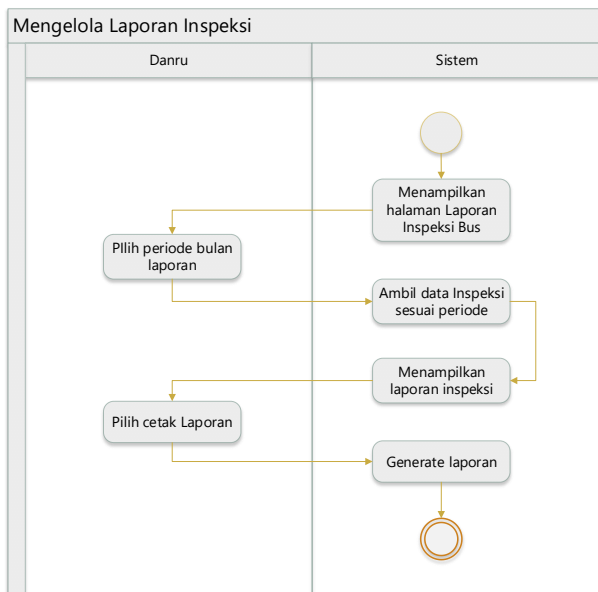 Mengelola Laporan Inspeksi
Danru
Sistem
Menampilkan
halaman Laporan
Inspeksi Bus
PIlih periode bulan
laporan
Ambil data Inspeksi
sesuai periode
Menampilkan
laporan inspeksi
Pilih cetak Laporan
Generate laporan